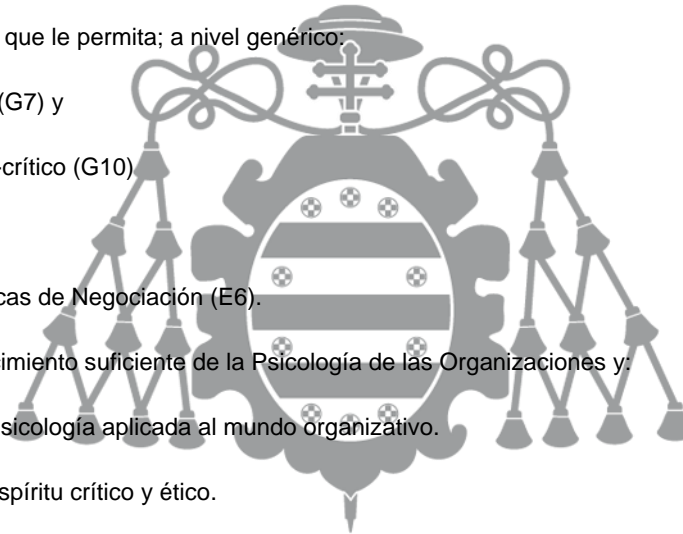 que le permita; a nivel genérico:
(G7) y
-crítico (G10)
cas de Negociación (E6).
cimiento suficiente de la Psicología de las Organizaciones y:
sicología aplicada al mundo organizativo.
spíritu crítico y ético.